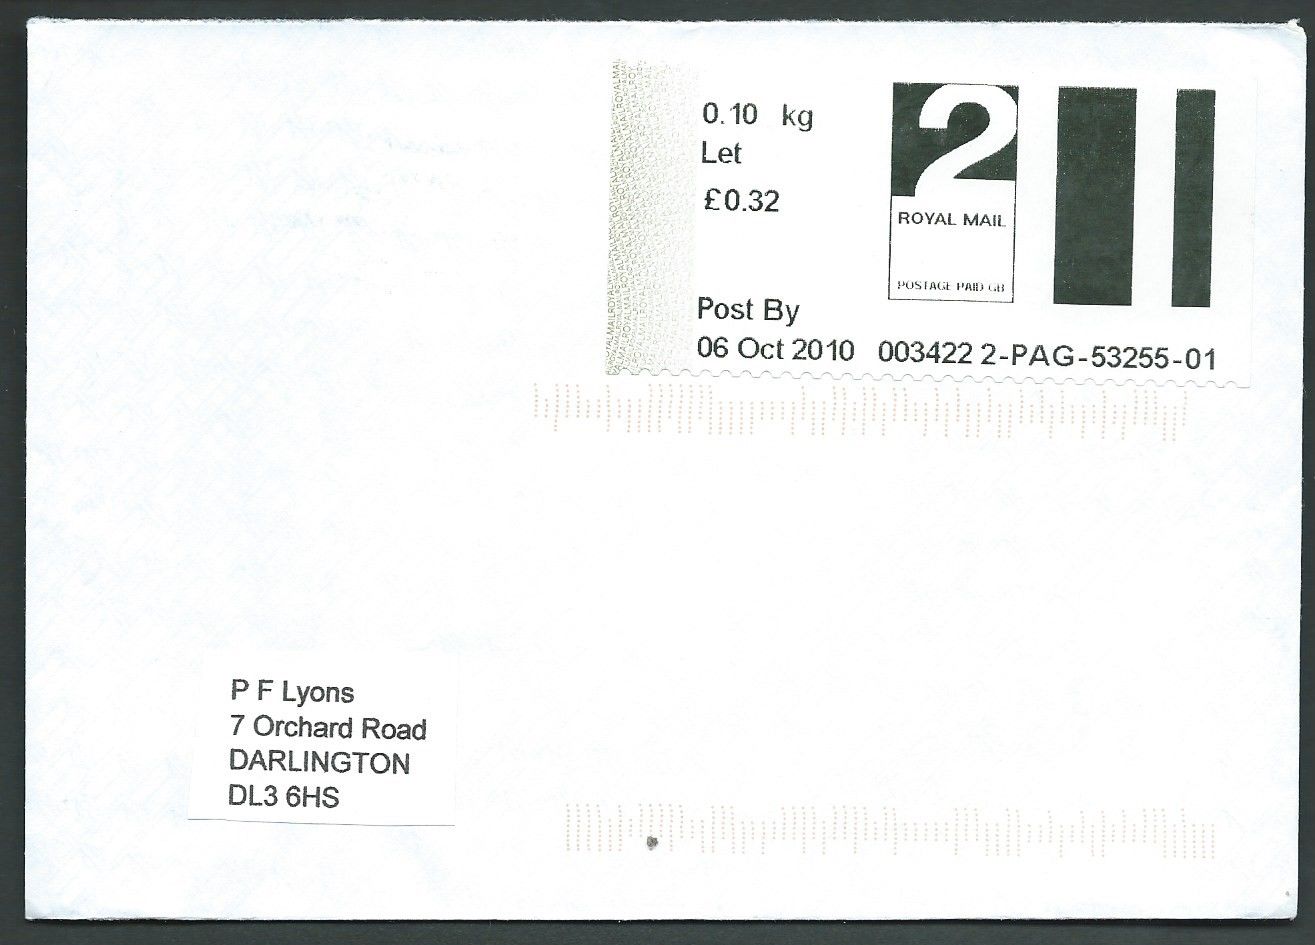 0.10 kg
Let
£0.32
2
ROYAL MAIL
POSTAGE PAID GB
Post By
06 Oct 2010 003422 2-PAG-53255-01
P F Lyons
7 Orchard Road
DARLINGTON
DL3 6HS